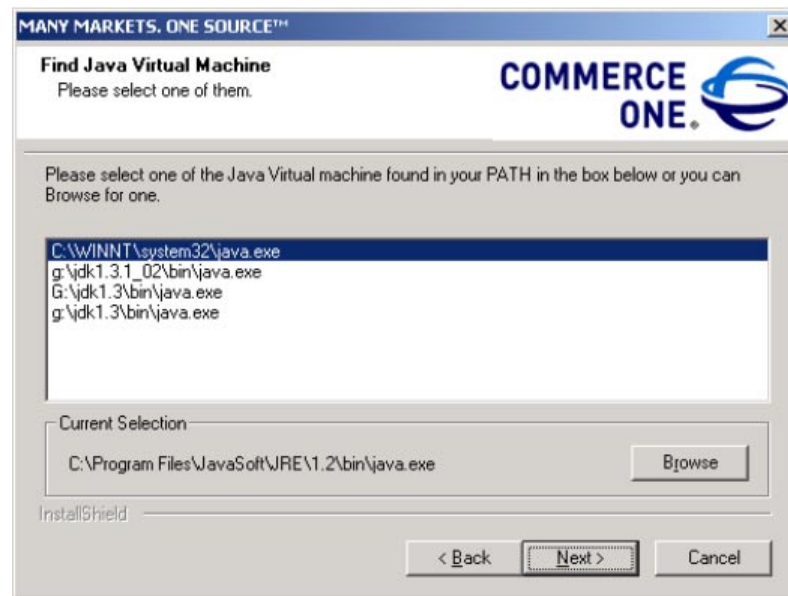 MANY MARKETS. ONE SOURCE™
Find Java Virtual Machine
Please select one of them.
COMMERCE
ONE.®
Please select one of the Java Virtual machine found in your PATH in the box below or you can
Browse for one.
C:\WINNT\system32\java.exe
g:\jdk1.3.1_02\bin\java.exe
G:\jdk1.3\bin\java.exe
g:\jdk1.3\bin\java.exe
Current Selection
C:\Program Files\JavaSoft\JRE\1.2\bin\java.exe
Browse
InstallShield
< Back
Next >
Cancel